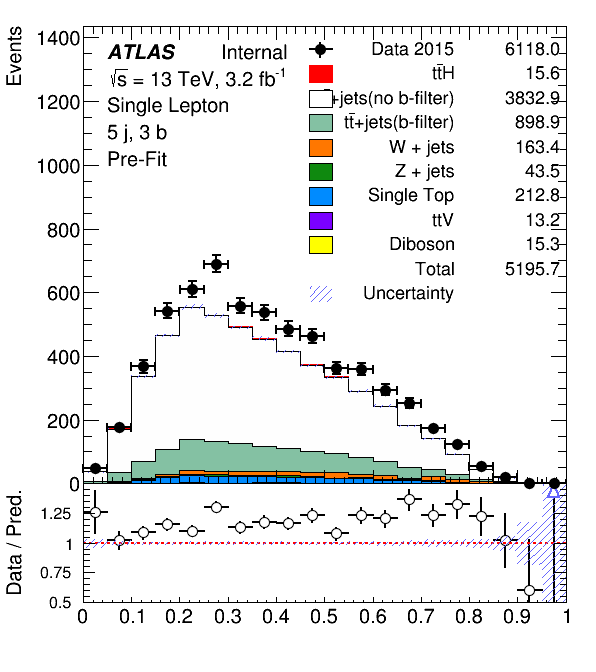 Events
1400
1200
1000
800
600
400
200
0
ATLAS Internal
√s = 13 TeV, 3.2 fb⁻¹
Single Lepton
5 j, 3 b
Pre-Fit
Data 2015 6118.0
tt̄H 15.6
+jets(no b-filter) 3832.9
tt̄+jets(b-filter) 898.9
W + jets 163.4
Z + jets 43.5
Single Top 212.8
ttV 13.2
Diboson 15.3
Total 5195.7
Uncertainty
Data / Pred.
1.25
1
0.75
0.5
0 0.1 0.2 0.3 0.4 0.5 0.6 0.7 0.8 0.9 1